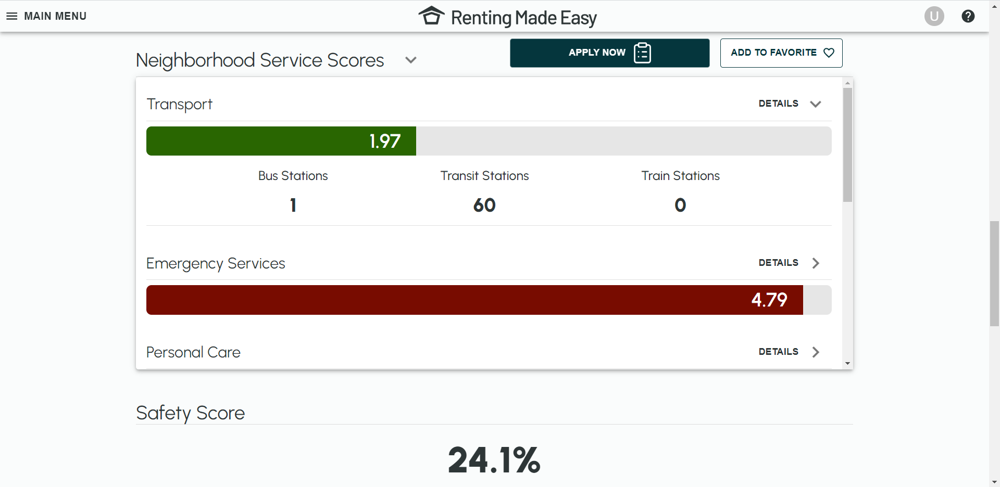 MAIN MENU
Renting Made Easy
U
?
Neighborhood Service Scores
APPLY NOW
ADD TO FAVORITE
Transport
DETAILS
1.97
Bus Stations
Transit Stations
Train Stations
1
60
0
Emergency Services
DETAILS
4.79
Personal Care
DETAILS
Safety Score
24.1%